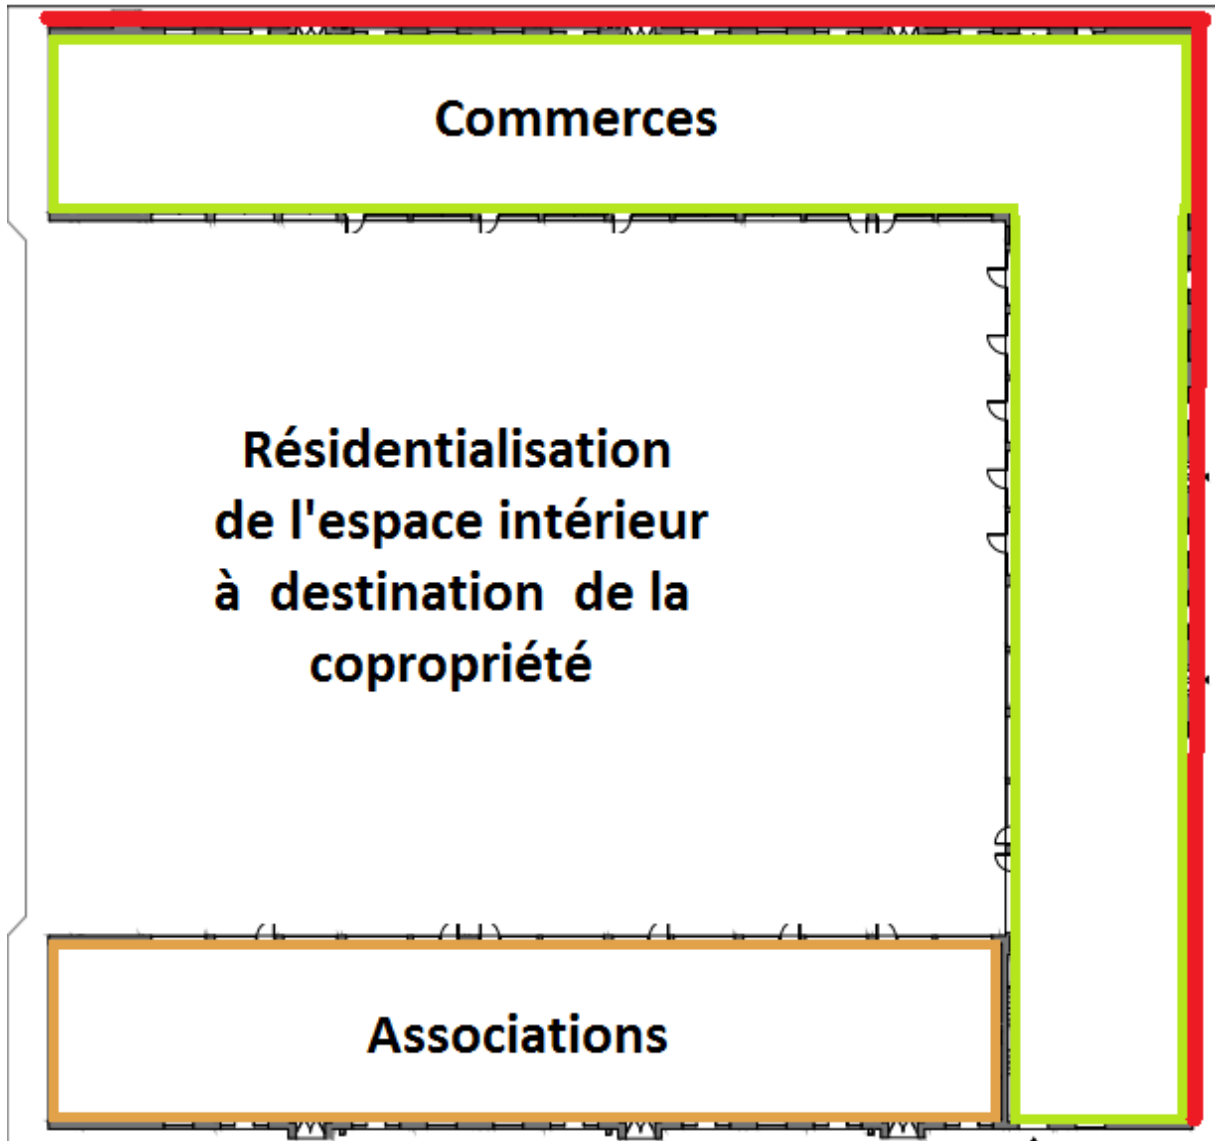 Commerces
Résidentialisation
de l'espace intérieur
à destination de la
copropriété
Associations